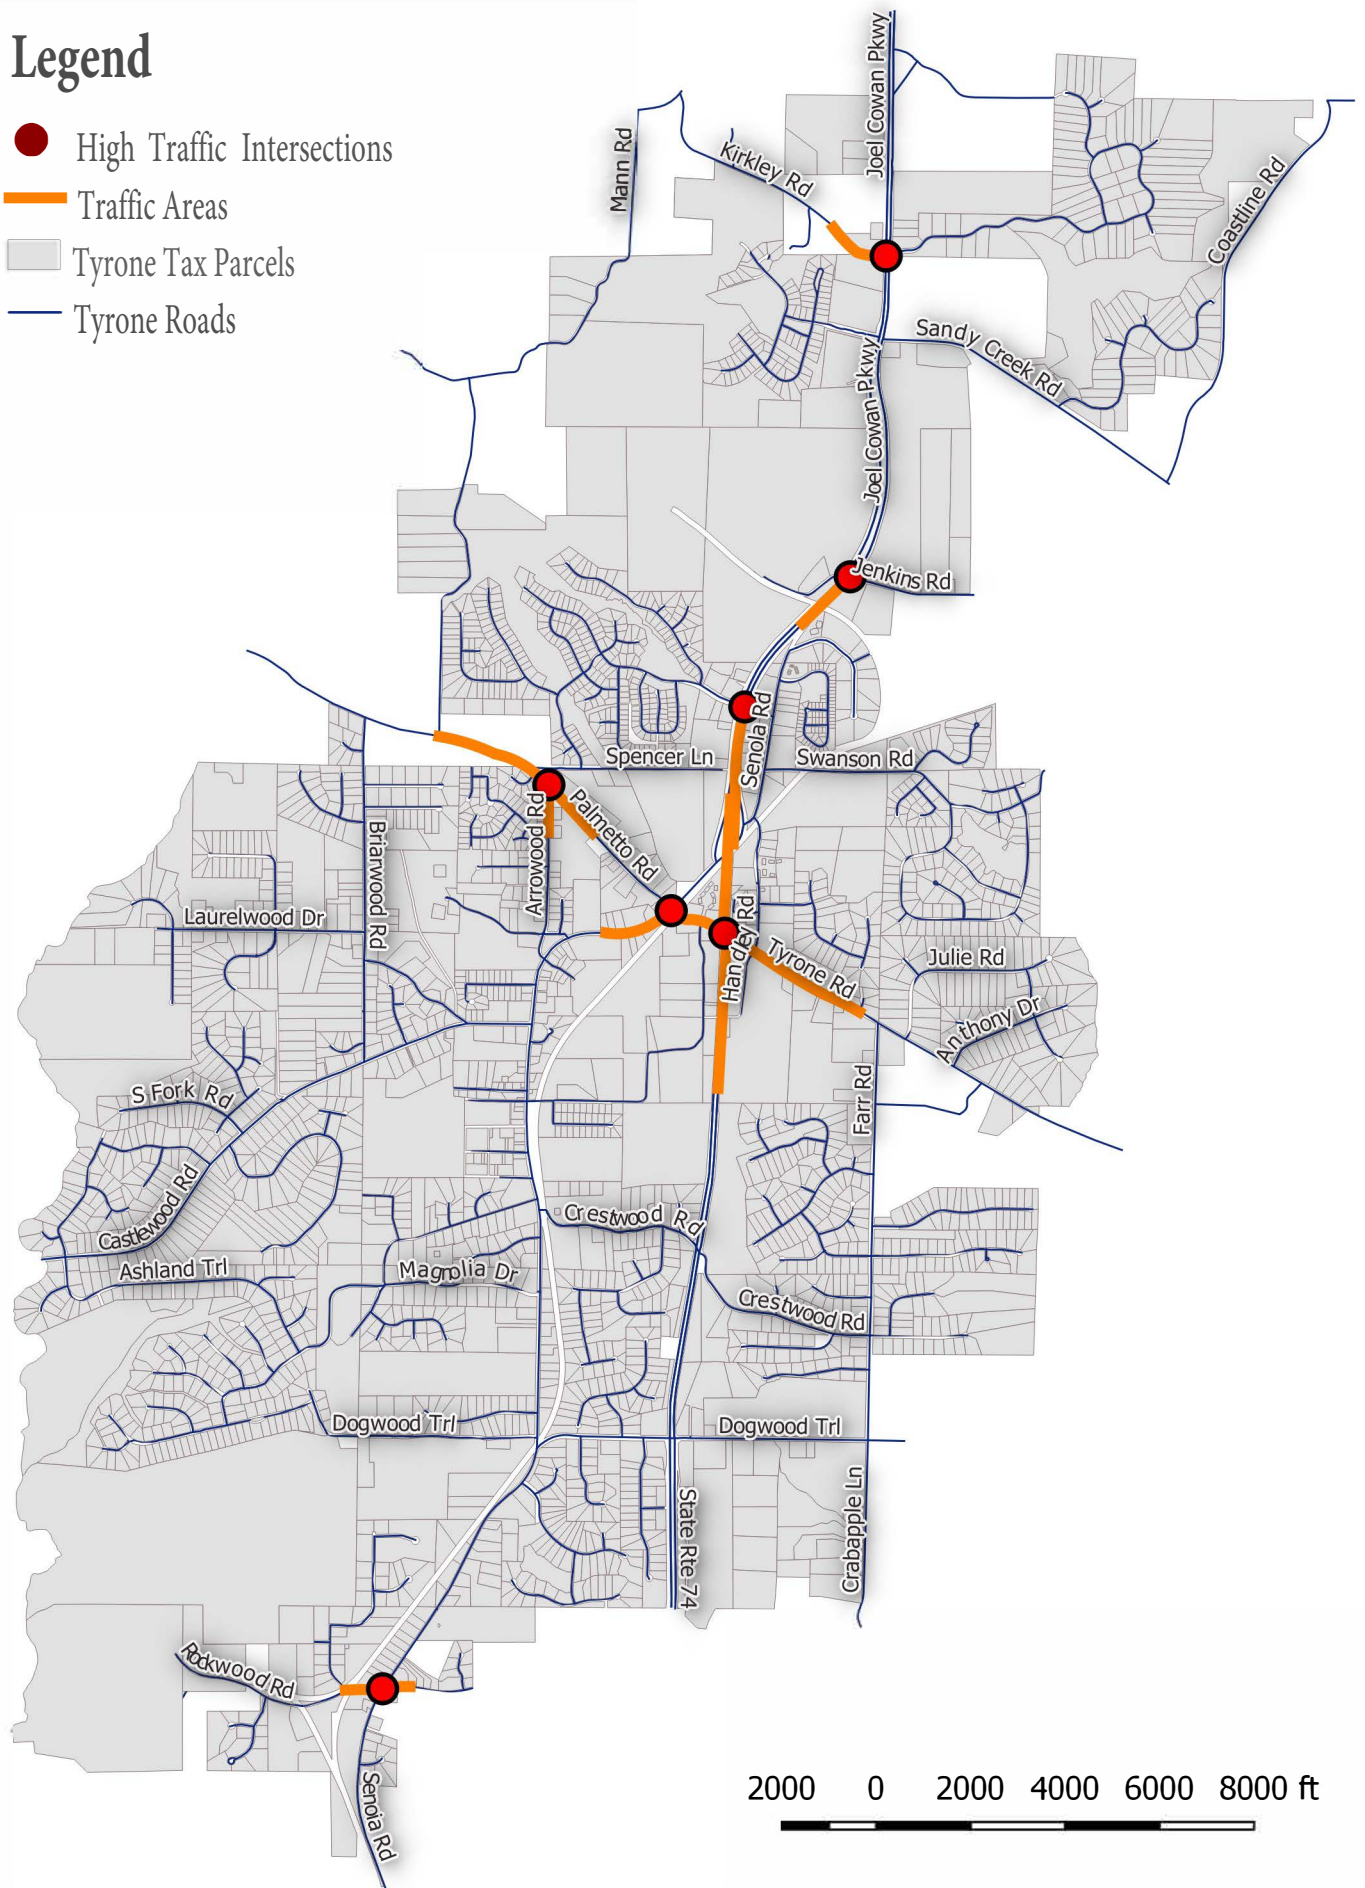 Legend
High Traffic Intersections
Traffic Areas
Tyrone Tax Parcels
Tyrone Roads
Joel Cowan Pkwy
Mann Rd
Kirkley Rd
Coastline Rd
Sandy Creek Rd
Joel Cowan Pkwy
Jenkins Rd
Senola Rd
Spencer Ln
Swanson Rd
Palmetto Rd
Arrowood Rd
Briarwood Rd
Laurelwood Dr
Handley Rd
Tyrone Rd
Julie Rd
Anthony Dr
S Fork Rd
Farr Rd
Castlewood Rd
Crestwood Rd
Ashland Trl
Magnolia Dr
Crestwood Rd
Dogwood Trl
Dogwood Trl
State Rte 74
Crabapple Ln
Rockwood Rd
Senoia Rd
2000 0 2000 4000 6000 8000 ft